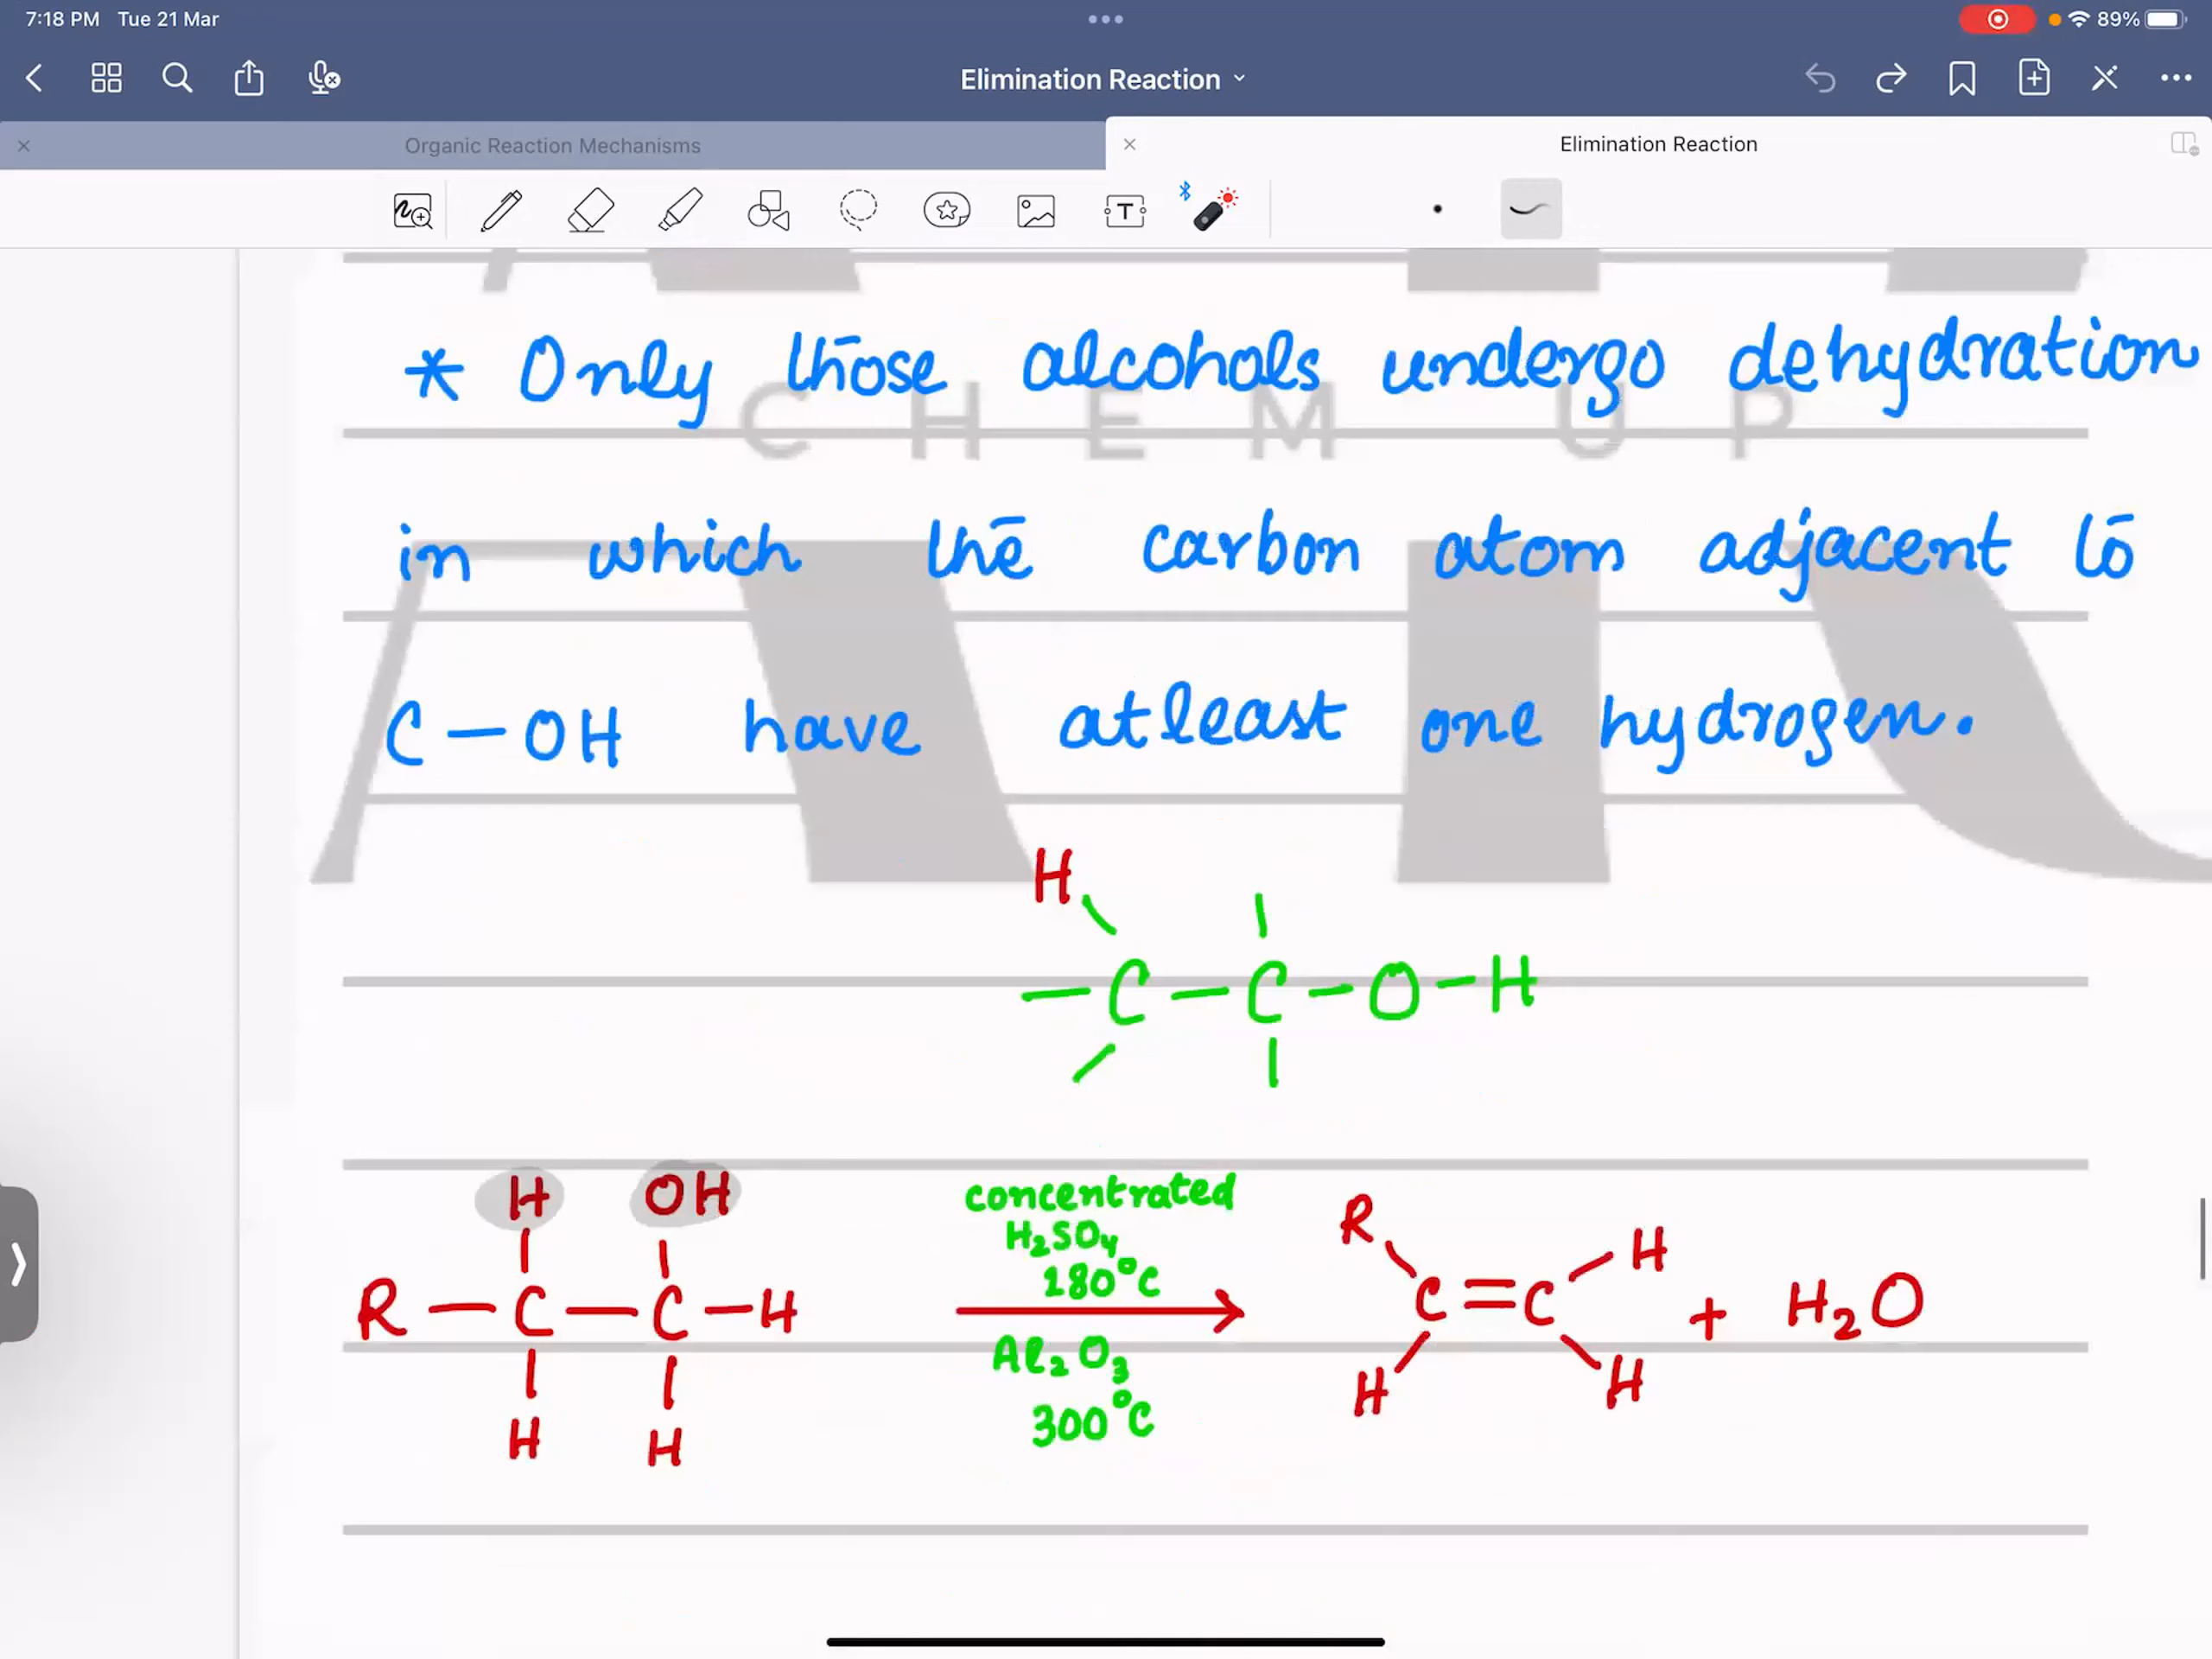 7:18 PM Tue 21 Mar
89%
Elimination Reaction
Organic Reaction Mechanisms
Elimination Reaction
T
CHEM UP
* Only those alcohols undergo dehydration
in which the carbon atom adjacent to
C-OH have atleast one hydrogen.
H
- C - C - O - H
H OH
R - C - C - H
H H
concentrated
H₂SO₄
180°C
Al₂O₃
300°C
R H
C = C + H₂O
H H